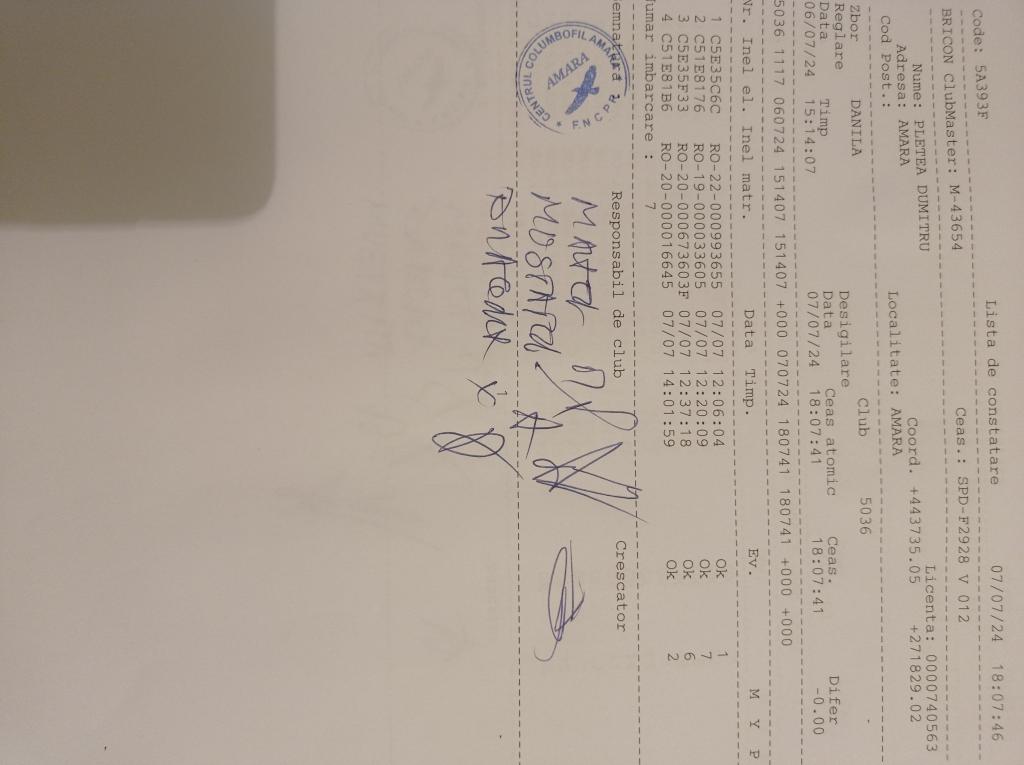 Lista de constatare 07/07/24 18:07:46
Code: 5A393F
BRICON ClubMaster: M-43654 Ceas.: SPD-F2928 V 012
Licenta: 0000740563
Nume: PLETEA DUMITRU Coord. +443735.05 +271829.02
Adresa: AMARA Localitate: AMARA
Cod Post.:
Zbor DANILA Club 5036
Reglare Desigilare
Data Timp Data Ceas atomic Ceas. Difer
06/07/24 15:14:07 07/07/24 18:07:41 18:07:41 -0.00
5036 1117 060724 151407 151407 +000 070724 180741 180741 +000 +000
Nr. Inel el. Inel matr. Data Timp. Ev. M Y P
1 C5E35C6C RO-22-000993655 07/07 12:06:04 Ok 1
2 C51E8176 RO-19-000033605 07/07 12:20:09 Ok 7
3 C5E35F33 RO-20-000673603F 07/07 12:37:18 Ok 6
4 C51E81B6 RO-20-000016645 07/07 14:01:59 Ok 2
umar imbarcare : 7
Responsabil de club Crescator
CENTRUL COLUMBOFIL AMARA
AMARA
F N C P R